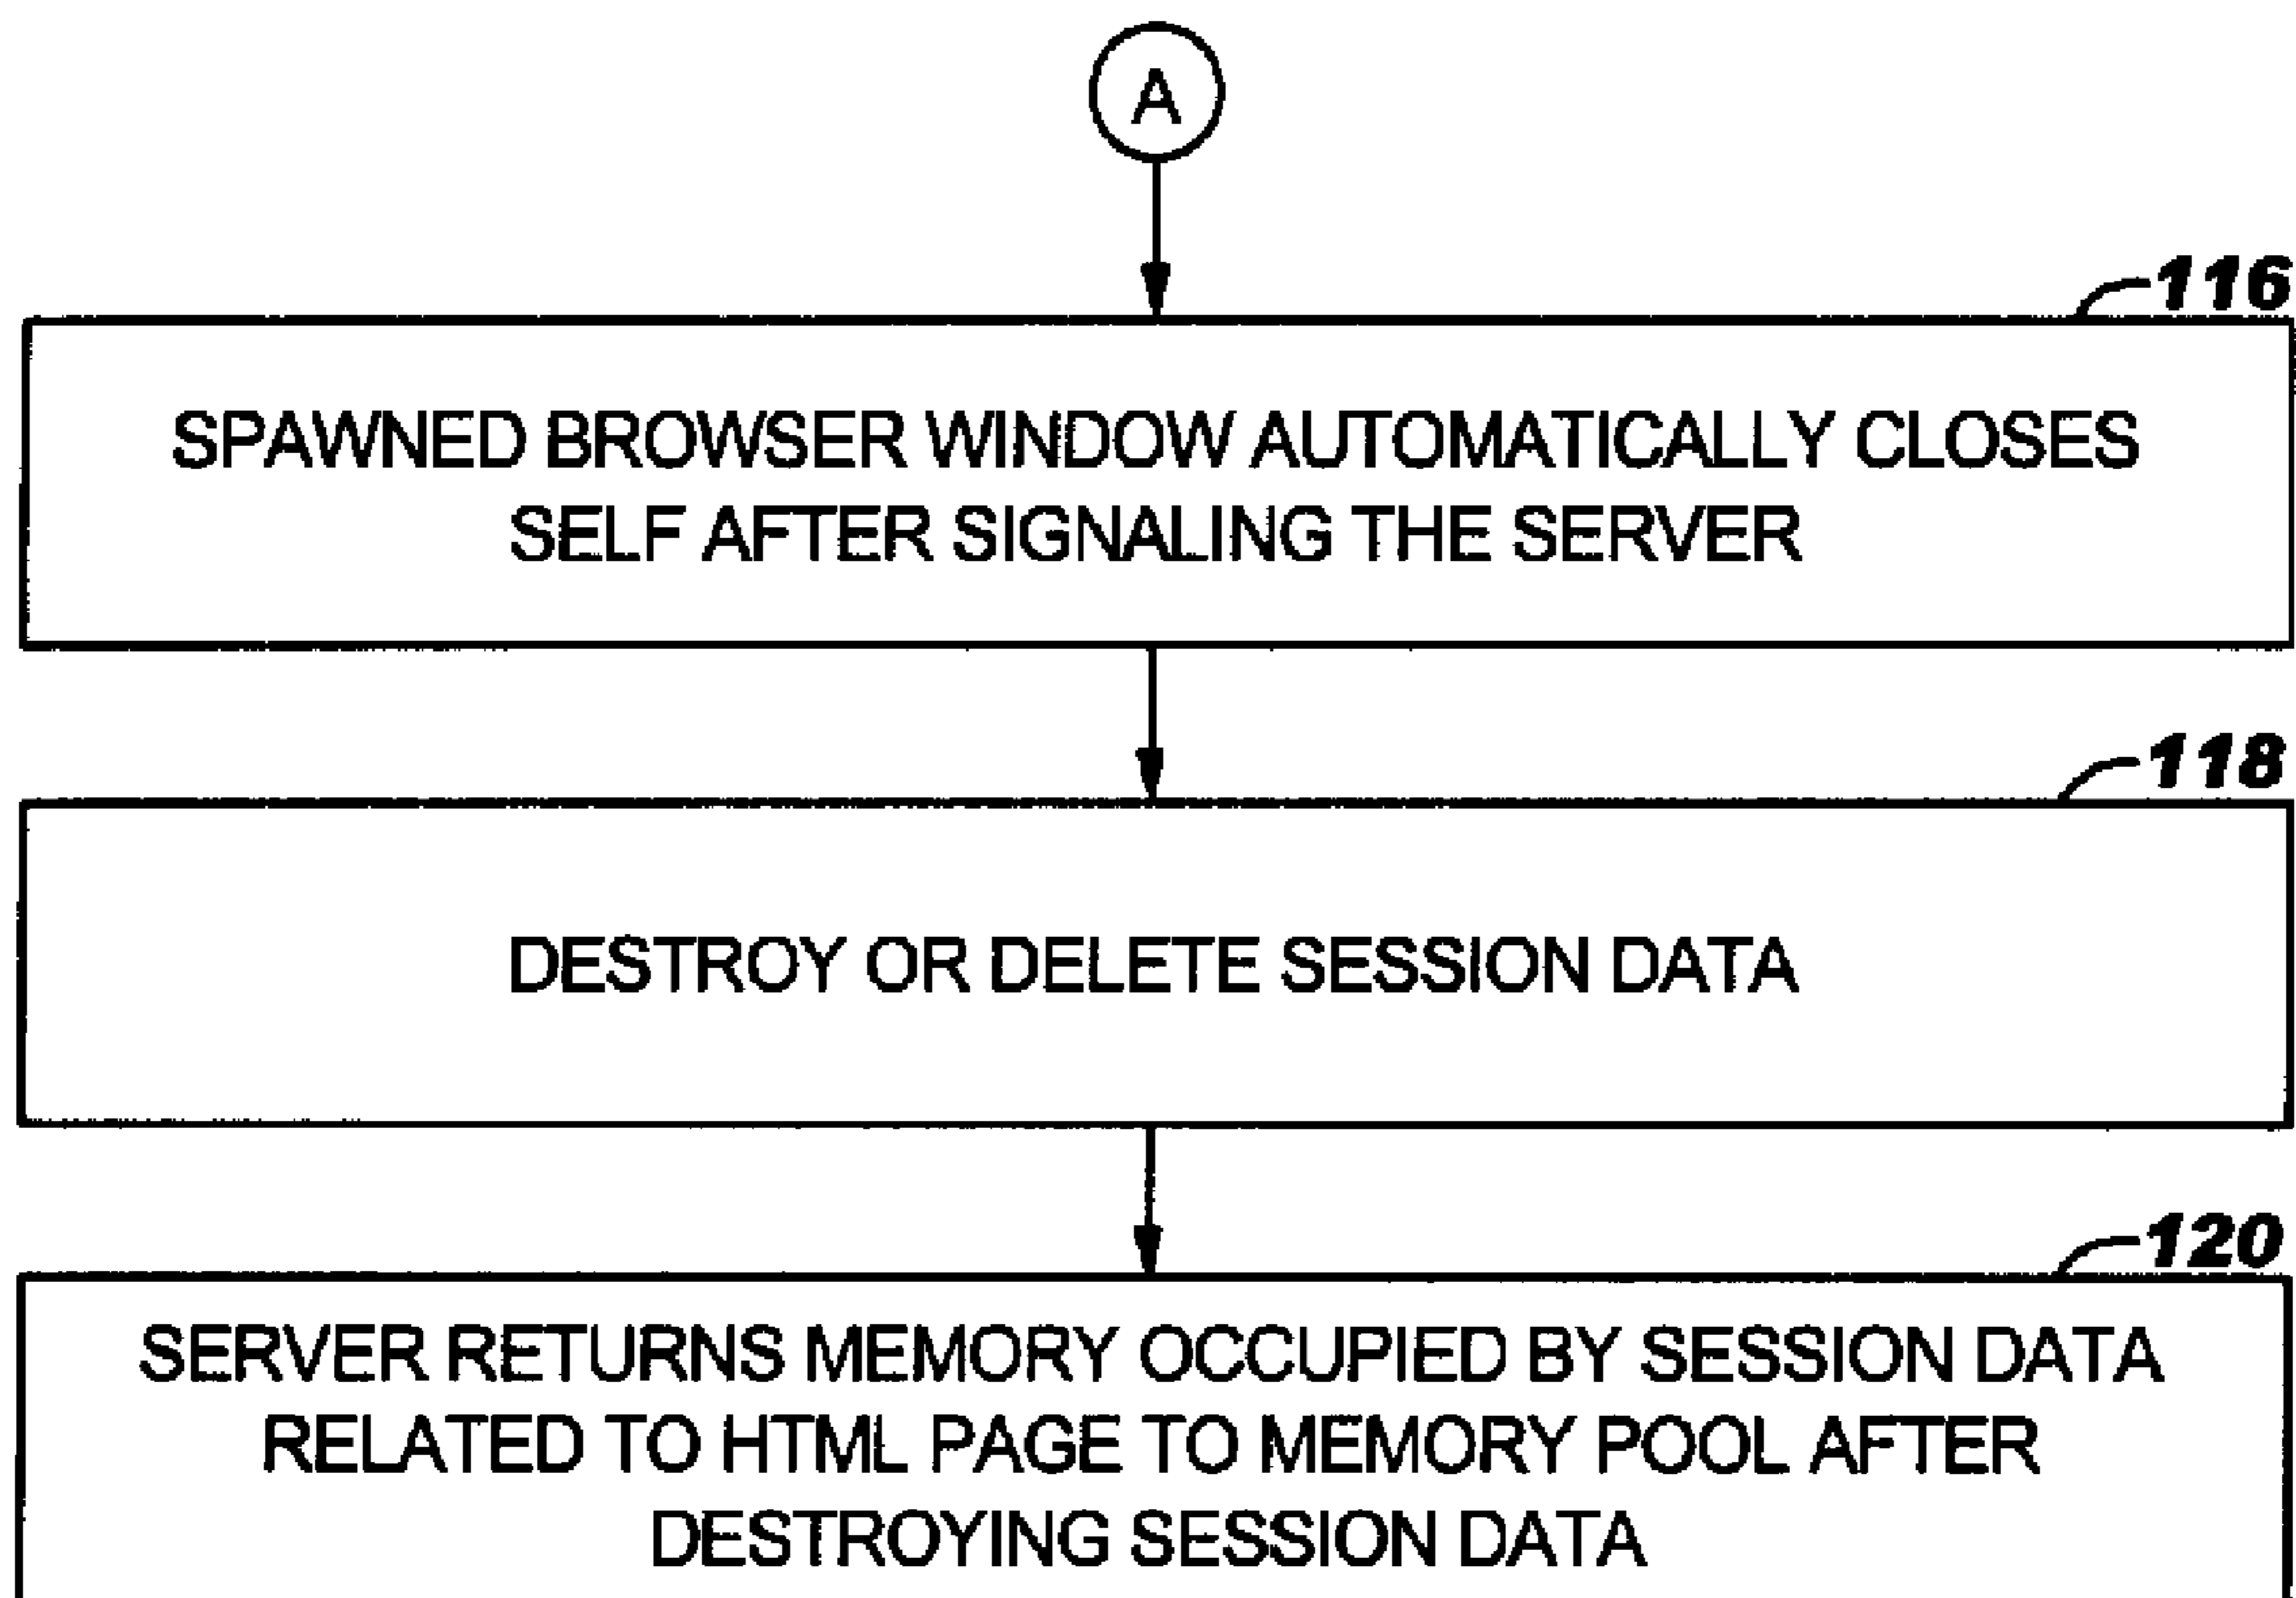 A
116
SPAWNED BROWSER WINDOW AUTOMATICALLY CLOSES
SELF AFTER SIGNALING THE SERVER
118
DESTROY OR DELETE SESSION DATA
120
SERVER RETURNS MEMORY OCCUPIED BY SESSION DATA
RELATED TO HTML PAGE TO MEMORY POOL AFTER
DESTROYING SESSION DATA